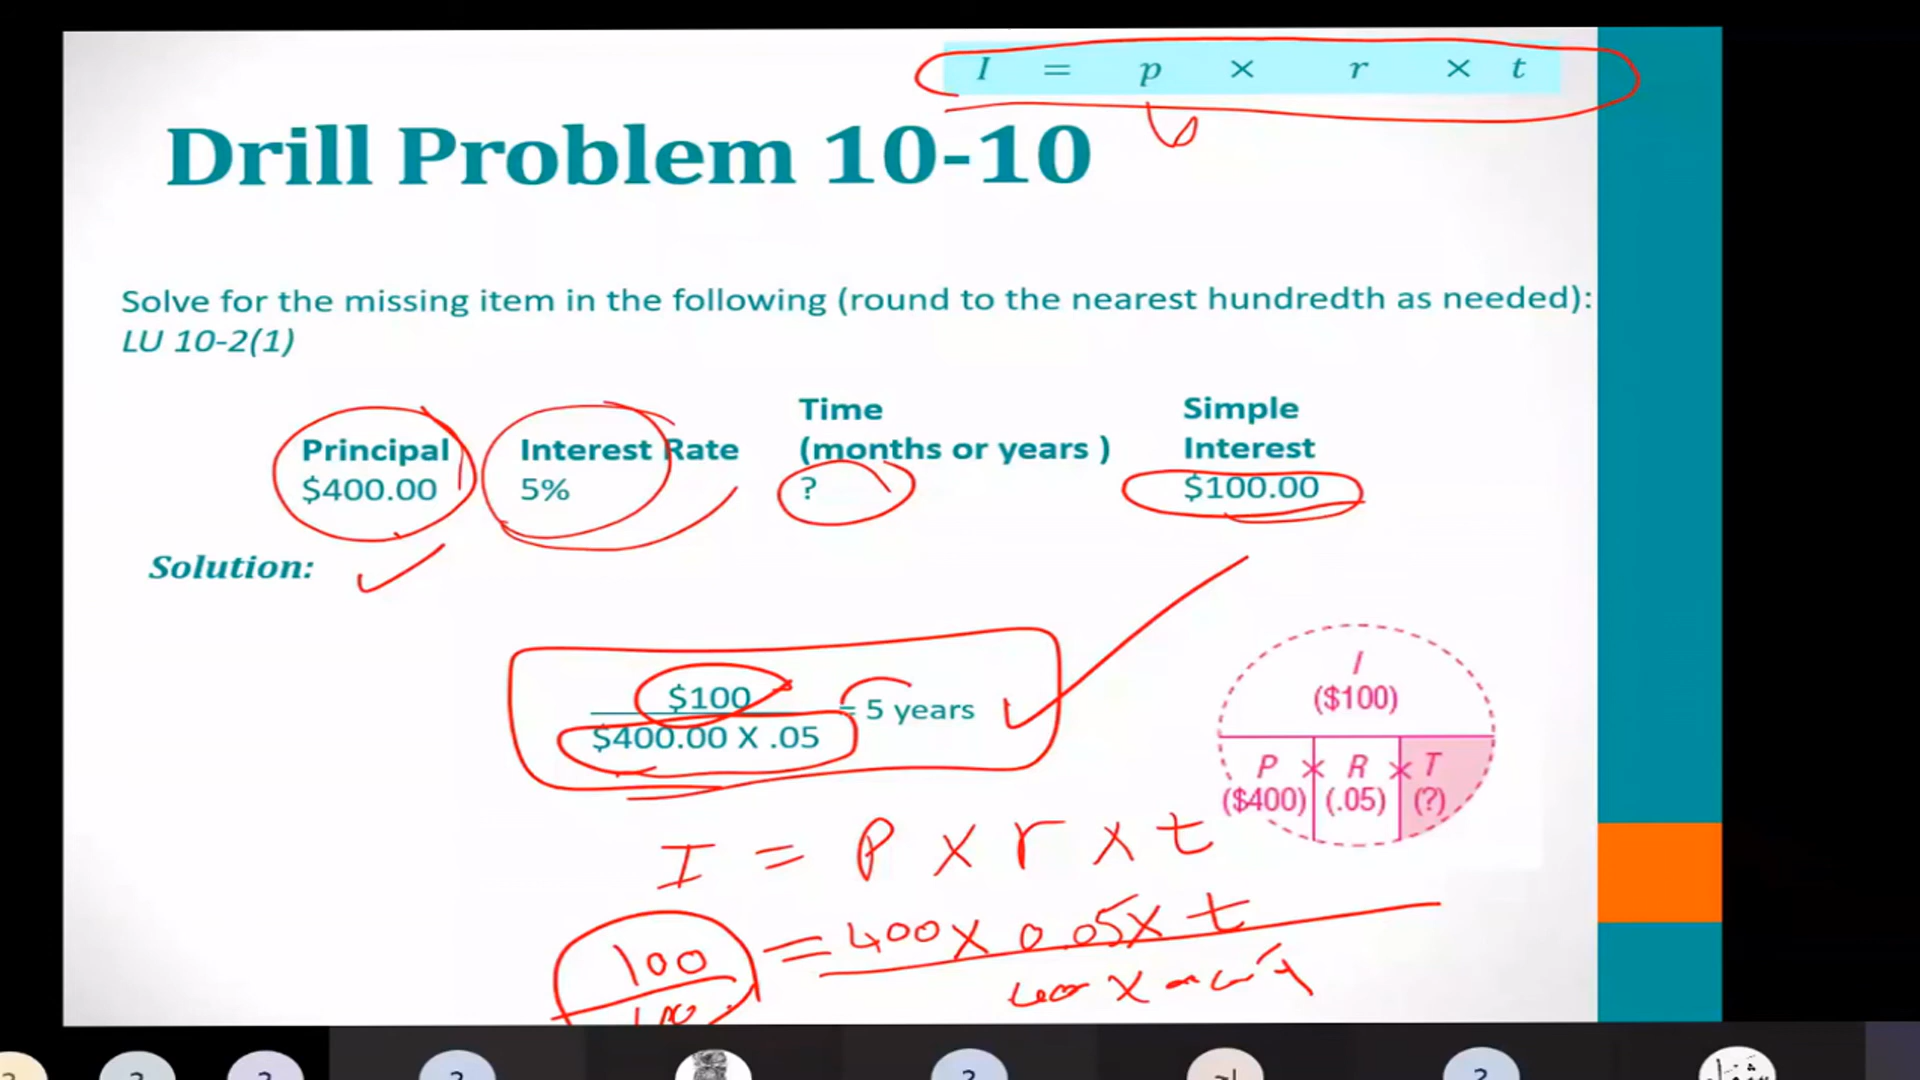 I = p × r × t
Drill Problem 10-10
Solve for the missing item in the following (round to the nearest hundredth as needed):
LU 10-2(1)
Principal
$400.00
Interest Rate
5%
Time
(months or years )
?
Simple
Interest
$100.00
Solution:
$100
$400.00 X .05
= 5 years
I
($100)
P × R × T
($400) (.05) (?)
I = P × r × t
100 = 400 × 0.05 × t